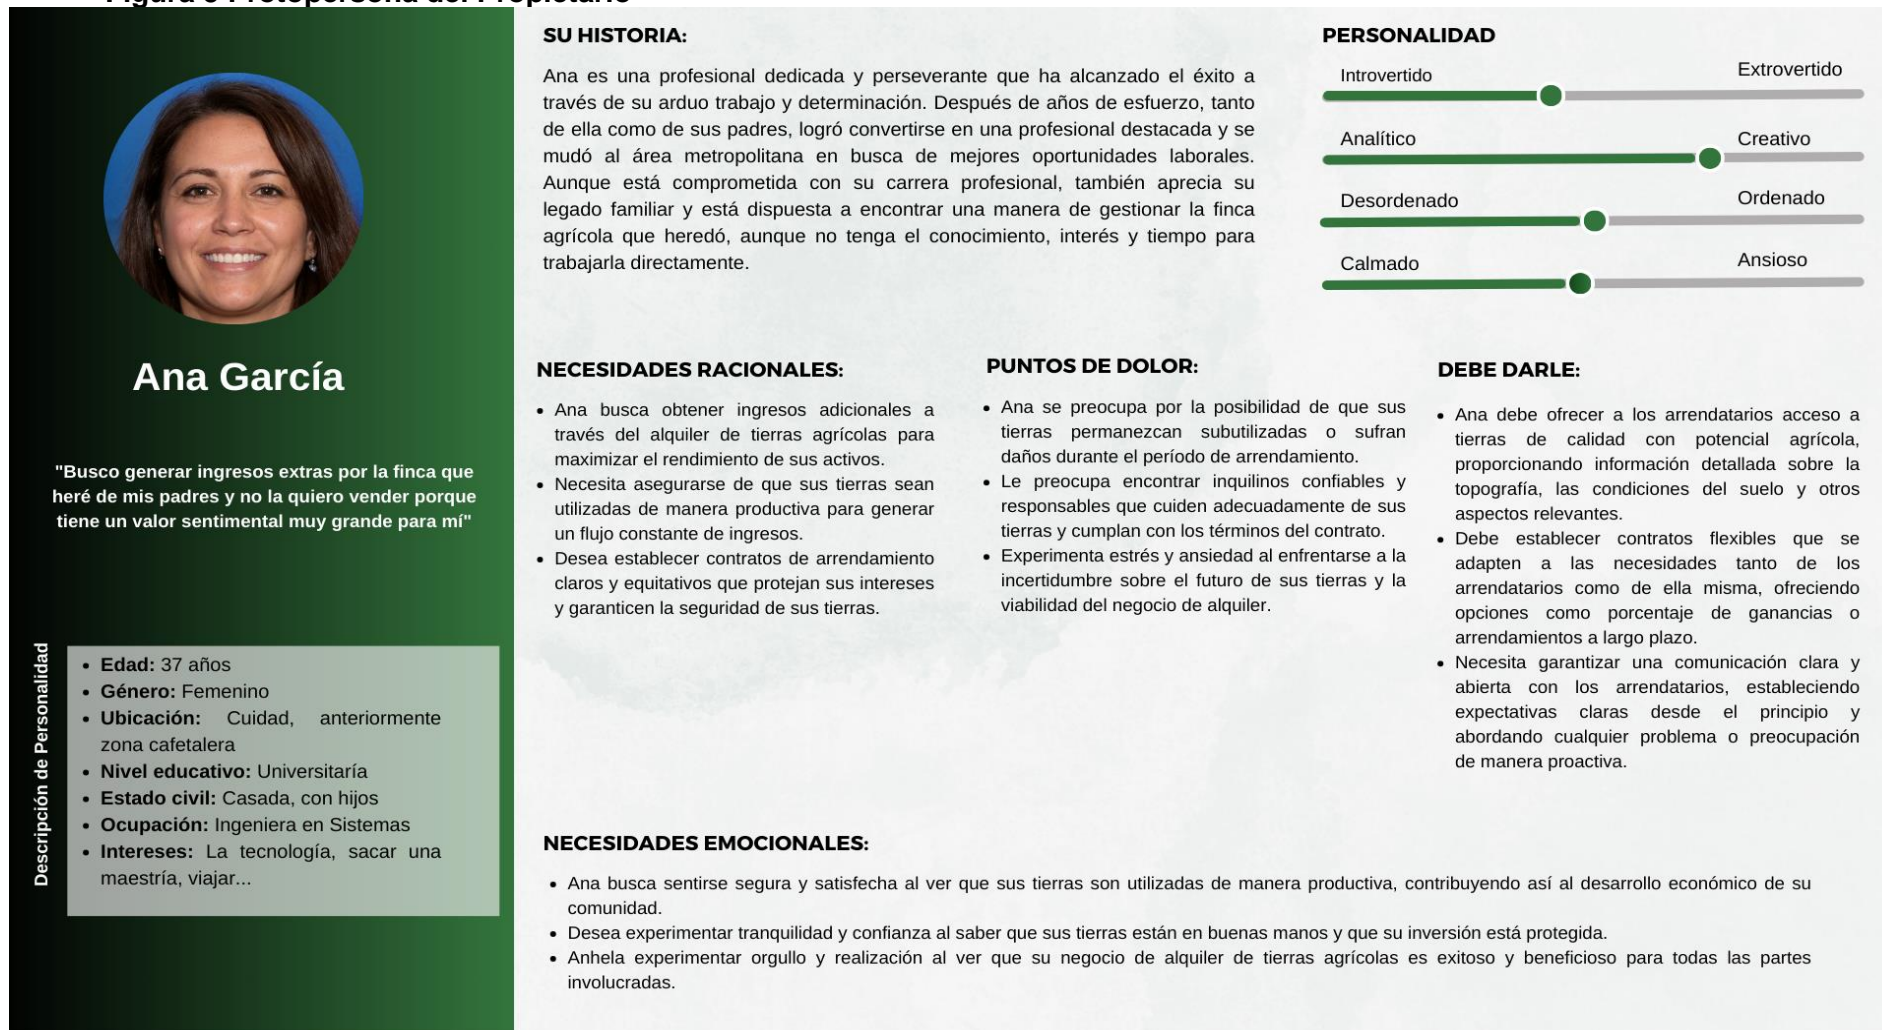 Figura 6 Protopersona del Propietario
Ana García
"Busco generar ingresos extras por la finca que
heré de mis padres y no la quiero vender porque
tiene un valor sentimental muy grande para mí"
Descripción de Personalidad
• Edad: 37 años
• Género: Femenino
• Ubicación: Cuidad, anteriormente
zona cafetalera
• Nivel educativo: Universitaría
• Estado civil: Casada, con hijos
• Ocupación: Ingeniera en Sistemas
• Intereses: La tecnología, sacar una
maestría, viajar...
SU HISTORIA:
Ana es una profesional dedicada y perseverante que ha alcanzado el éxito a
través de su arduo trabajo y determinación. Después de años de esfuerzo, tanto
de ella como de sus padres, logró convertirse en una profesional destacada y se
mudó al área metropolitana en busca de mejores oportunidades laborales.
Aunque está comprometida con su carrera profesional, también aprecia su
legado familiar y está dispuesta a encontrar una manera de gestionar la finca
agrícola que heredó, aunque no tenga el conocimiento, interés y tiempo para
trabajarla directamente.
PERSONALIDAD
Introvertido Extrovertido
Analítico Creativo
Desordenado Ordenado
Calmado Ansioso
NECESIDADES RACIONALES:
• Ana busca obtener ingresos adicionales a
través del alquiler de tierras agrícolas para
maximizar el rendimiento de sus activos.
• Necesita asegurarse de que sus tierras sean
utilizadas de manera productiva para generar
un flujo constante de ingresos.
• Desea establecer contratos de arrendamiento
claros y equitativos que protejan sus intereses
y garanticen la seguridad de sus tierras.
PUNTOS DE DOLOR:
• Ana se preocupa por la posibilidad de que sus
tierras permanezcan subutilizadas o sufran
daños durante el período de arrendamiento.
• Le preocupa encontrar inquilinos confiables y
responsables que cuiden adecuadamente de sus
tierras y cumplan con los términos del contrato.
• Experimenta estrés y ansiedad al enfrentarse a la
incertidumbre sobre el futuro de sus tierras y la
viabilidad del negocio de alquiler.
DEBE DARLE:
• Ana debe ofrecer a los arrendatarios acceso a
tierras de calidad con potencial agrícola,
proporcionando información detallada sobre la
topografía, las condiciones del suelo y otros
aspectos relevantes.
• Debe establecer contratos flexibles que se
adapten a las necesidades tanto de los
arrendatarios como de ella misma, ofreciendo
opciones como porcentaje de ganancias o
arrendamientos a largo plazo.
• Necesita garantizar una comunicación clara y
abierta con los arrendatarios, estableciendo
expectativas claras desde el principio y
abordando cualquier problema o preocupación
de manera proactiva.
NECESIDADES EMOCIONALES:
• Ana busca sentirse segura y satisfecha al ver que sus tierras son utilizadas de manera productiva, contribuyendo así al desarrollo económico de su
comunidad.
• Desea experimentar tranquilidad y confianza al saber que sus tierras están en buenas manos y que su inversión está protegida.
• Anhela experimentar orgullo y realización al ver que su negocio de alquiler de tierras agrícolas es exitoso y beneficioso para todas las partes
involucradas.